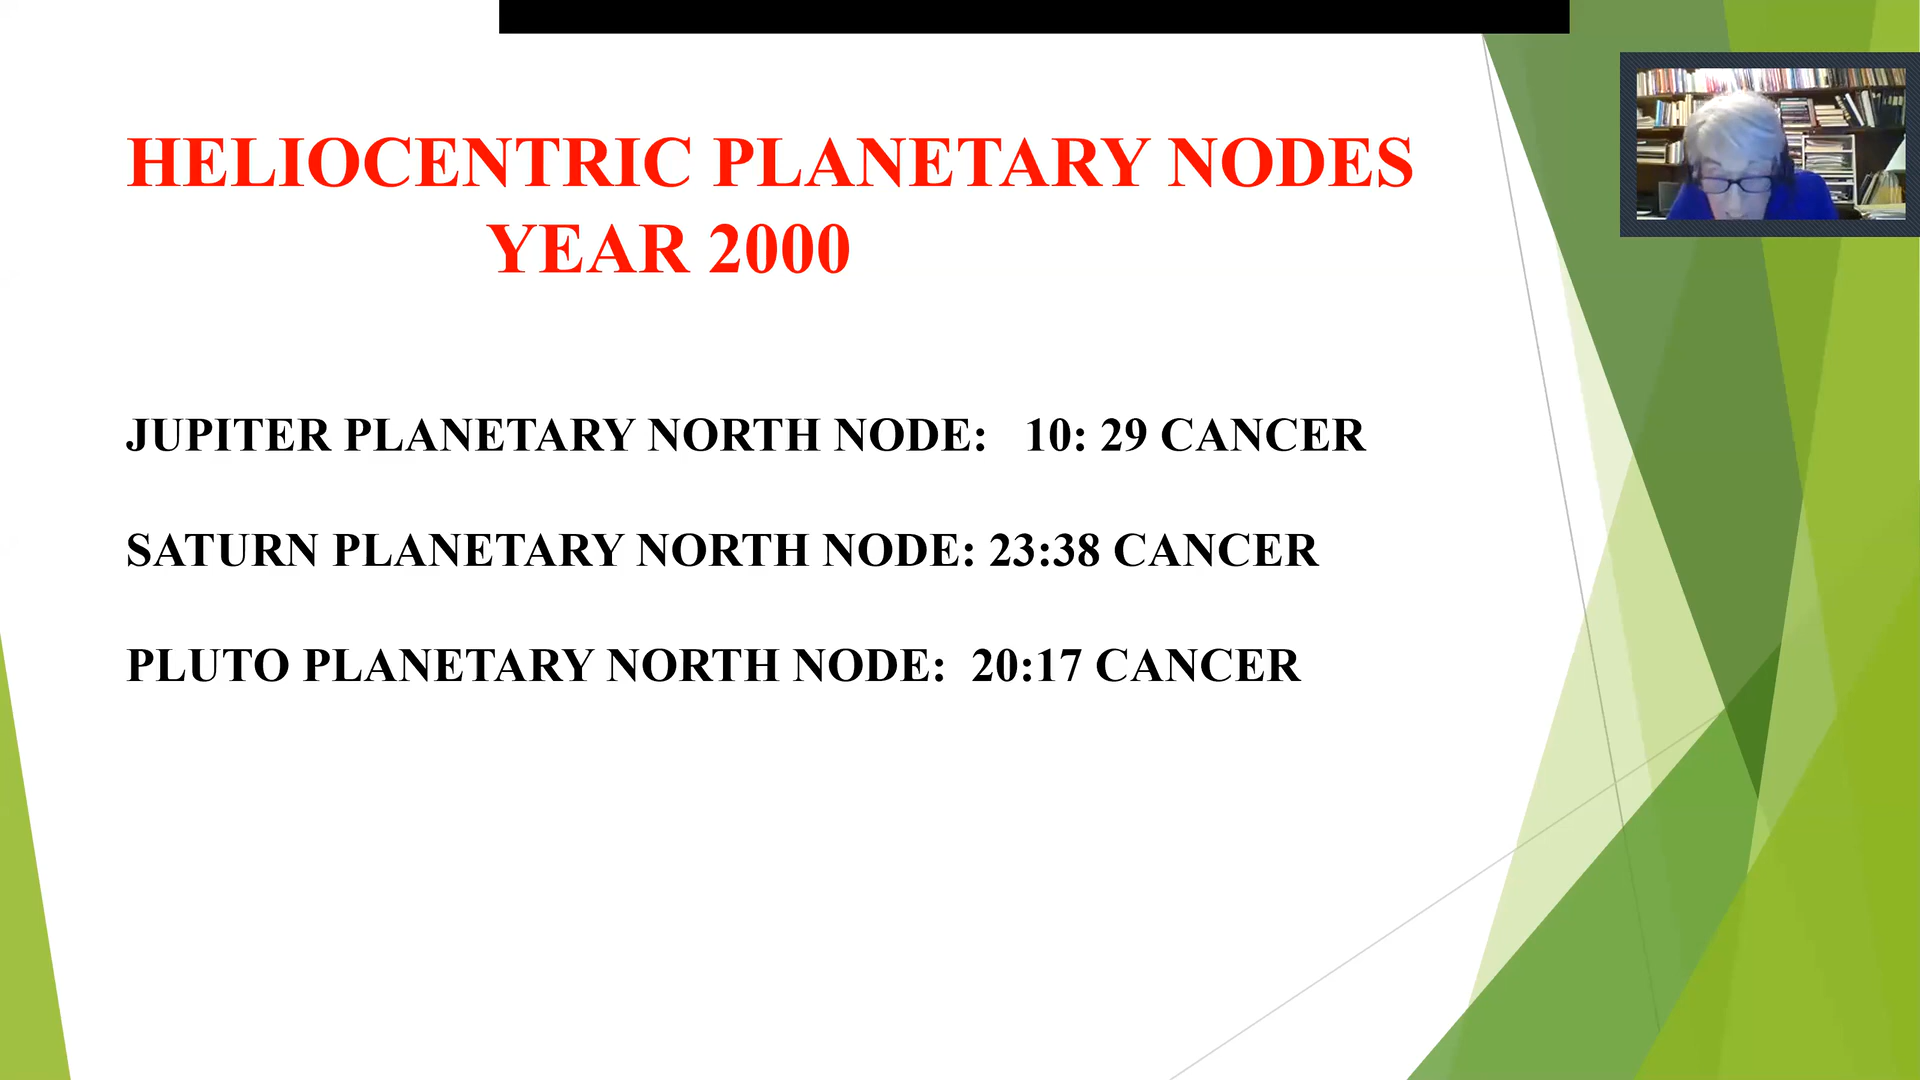 HELIOCENTRIC PLANETARY NODES
YEAR 2000
JUPITER PLANETARY NORTH NODE: 10: 29 CANCER
SATURN PLANETARY NORTH NODE: 23:38 CANCER
PLUTO PLANETARY NORTH NODE: 20:17 CANCER